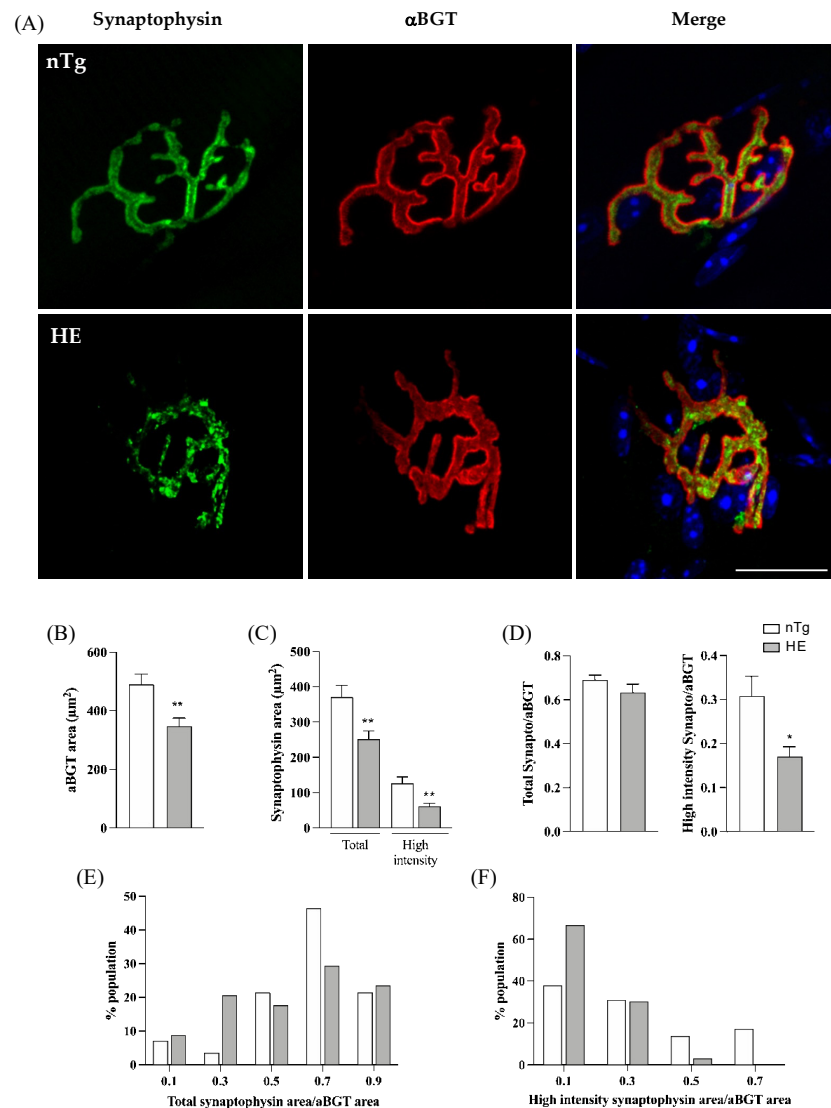 (A)
Synaptophysin αBGT Merge
nTg
HE
(B) (C) (D)
nTg
HE
aBGT area (µm²)
600
400
200
0
**
Synaptophysin area (µm²)
500
400
300
200
100
0
**
**
Total High
intensity
Total Synapto/aBGT
0.8
0.6
0.4
0.2
0.0
High intensity Synapto/aBGT
0.4
0.3
0.2
0.1
0.0
*
(E)
% population
50
40
30
20
10
0
0.1 0.3 0.5 0.7 0.9
Total synaptophysin area/aBGT area
(F)
% population
80
60
40
20
0
0.1 0.3 0.5 0.7
High intensity synaptophysin area/aBGT area